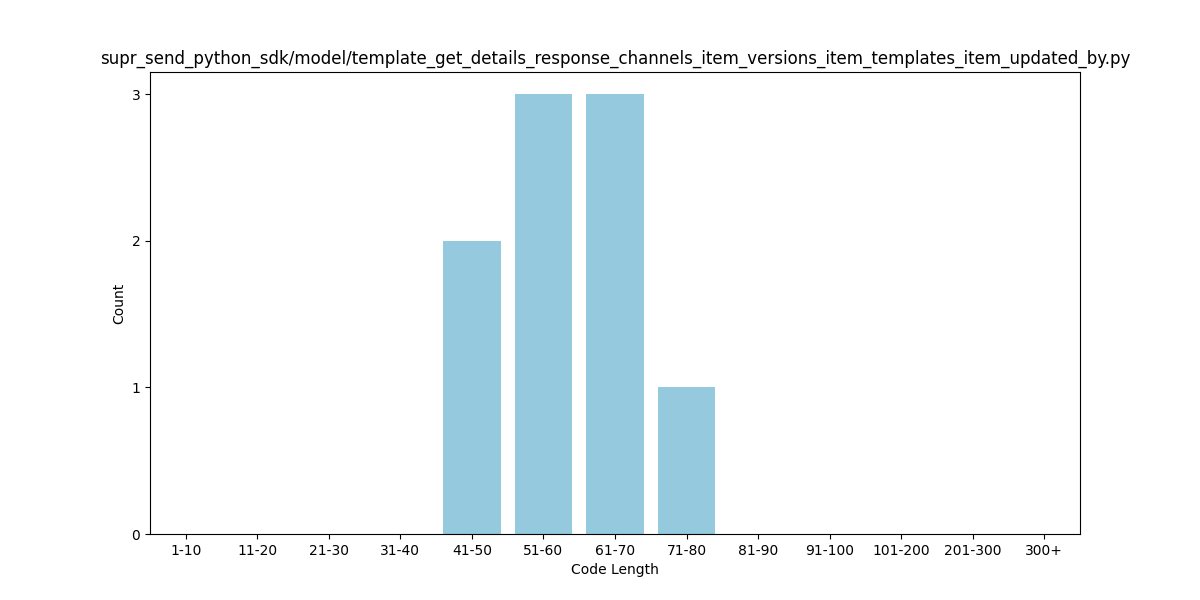 supr_send_python_sdk/model/template_get_details_response_channels_item_versions_item_templates_item_updated_by.py
3
2
1
0
Count
1-10 11-20 21-30 31-40 41-50 51-60 61-70 71-80 81-90 91-100 101-200 201-300 300+
Code Length